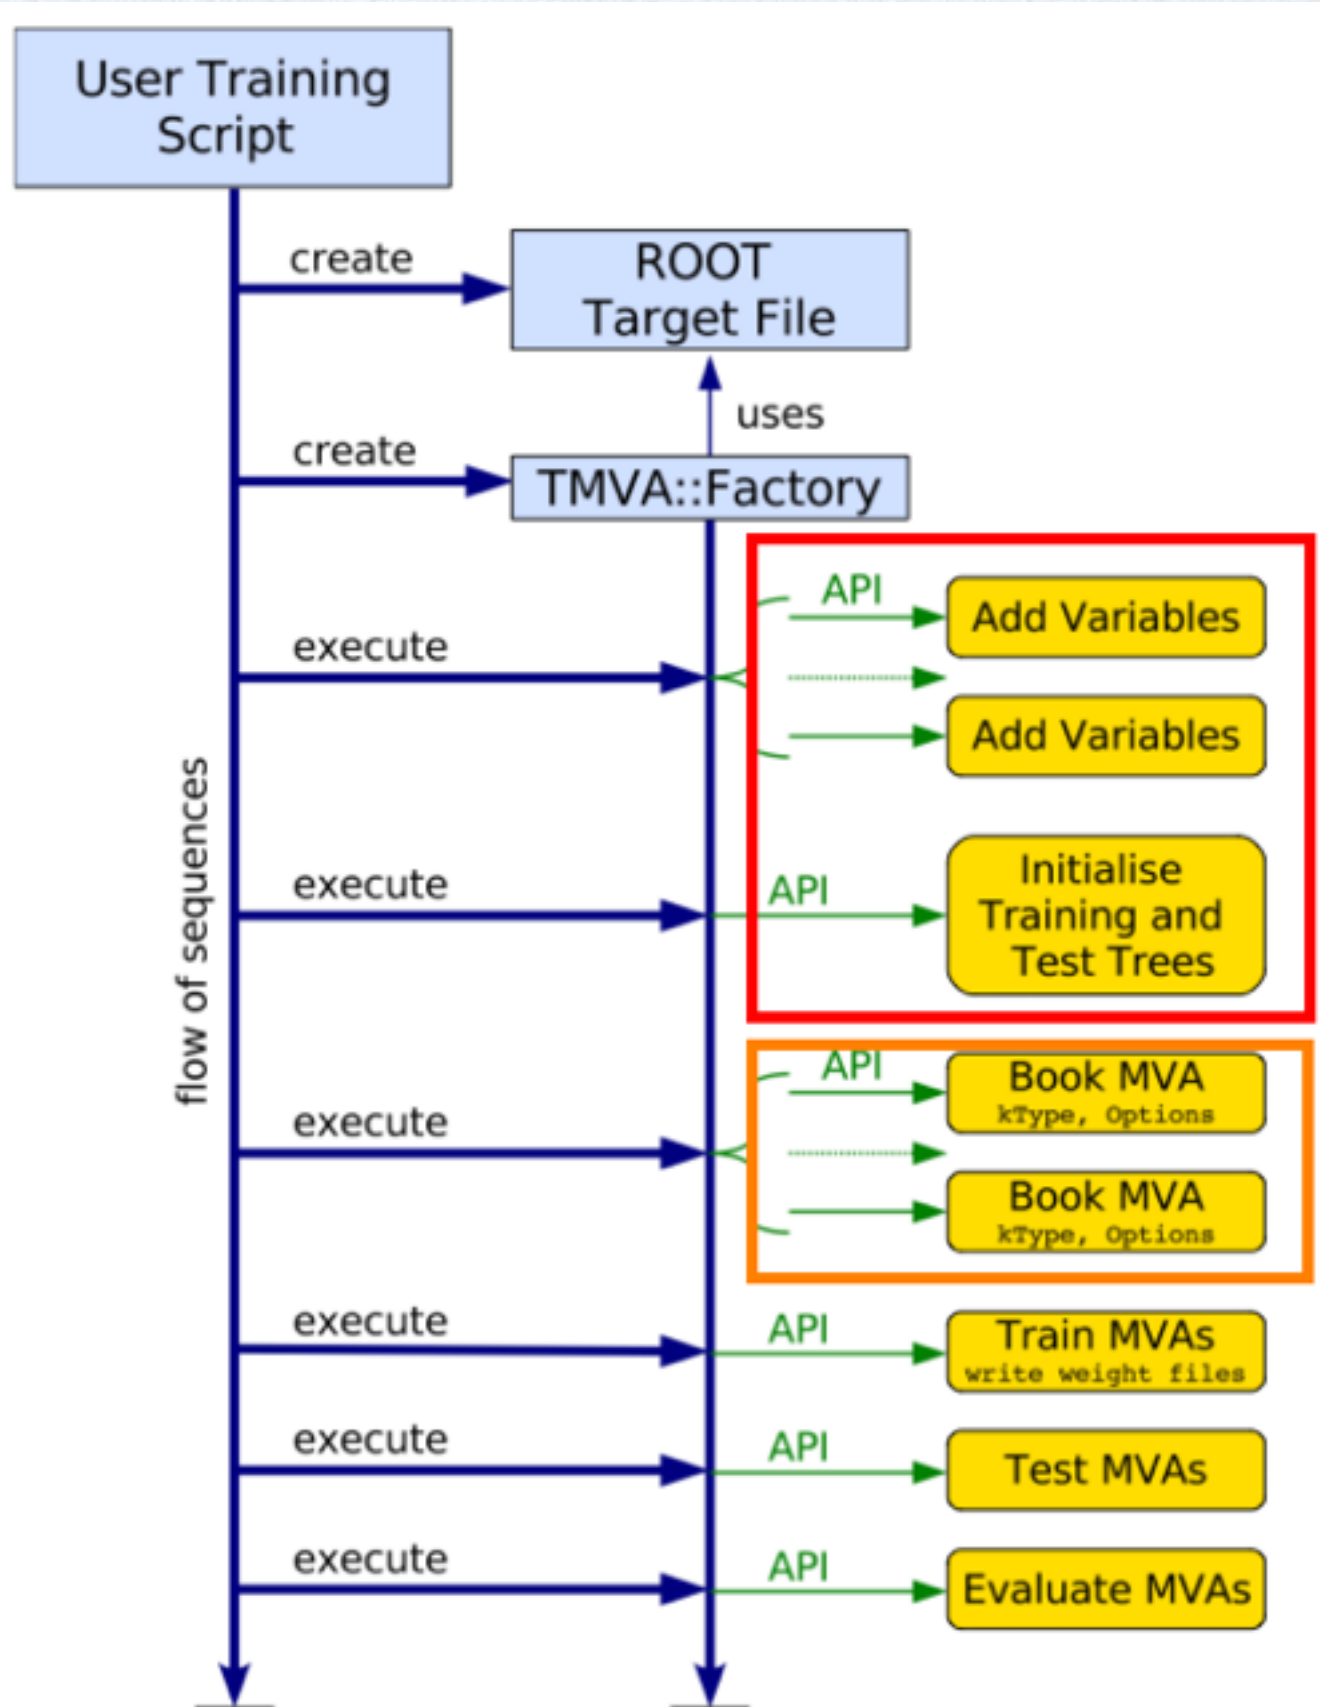 User Training
Script
create
ROOT
Target File
uses
create
TMVA::Factory
API
Add Variables
execute
Add Variables
flow of sequences
execute
API
Initialise
Training and
Test Trees
API
Book MVA
kType, Options
execute
Book MVA
kType, Options
execute
API
Train MVAs
write weight files
execute
API
Test MVAs
execute
API
Evaluate MVAs